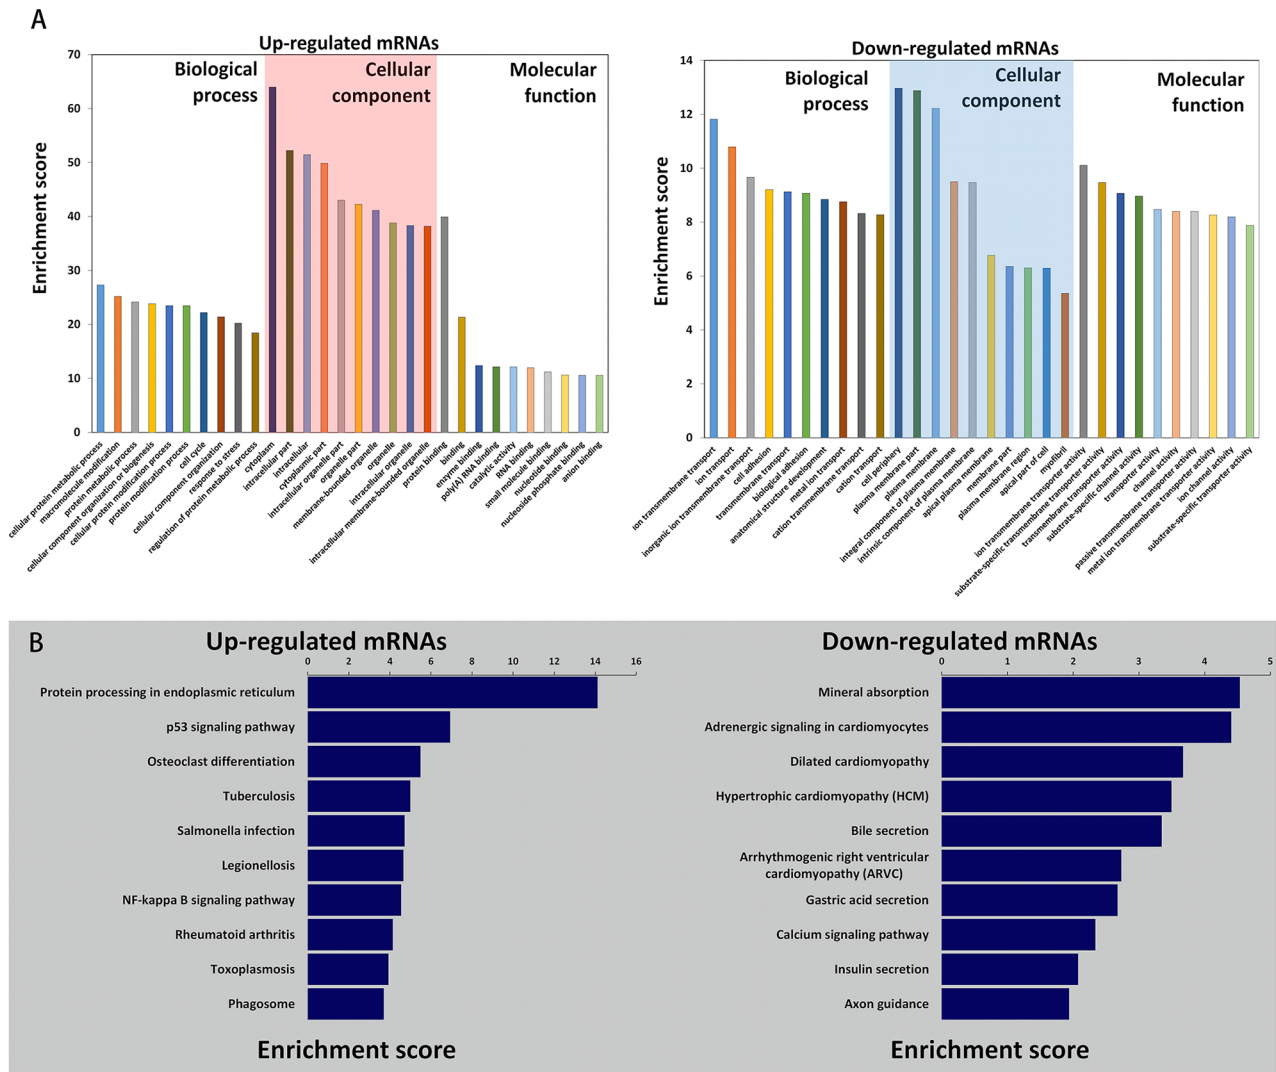 A
Up-regulated mRNAs
Biological
process
Cellular
component
Molecular
function
Enrichment score
70
60
50
40
30
20
10
0
cellular protein metabolic process
macromolecule modification
protein metabolic process
cellular component organization or biogenesis
cellular protein modification process
protein modification process
cell cycle
cellular component organization
response to stress
regulation of protein metabolic process
cytoplasm
intracellular part
intracellular
cytoplasmic part
intracellular organelle part
organelle part
membrane-bounded organelle
organelle
intracellular organelle
intracellular membrane-bounded organelle
protein binding
binding
enzyme binding
poly(A) RNA binding
catalytic activity
RNA binding
small molecule binding
nucleotide binding
nucleoside phosphate binding
anion binding
Down-regulated mRNAs
Biological
process
Cellular
component
Molecular
function
Enrichment score
14
12
10
8
6
4
2
0
ion transmembrane transport
ion transport
inorganic ion transmembrane transport
cell adhesion
transmembrane transport
biological adhesion
anatomical structure development
metal ion transport
cation transmembrane transport
cation transport
cell periphery
plasma membrane part
plasma membrane
integral component of plasma membrane
intrinsic component of plasma membrane
apical plasma membrane
membrane part
plasma membrane region
apical part of cell
myofibril
ion transmembrane transporter activity
substrate-specific transmembrane transporter activity
transmembrane transporter activity
substrate-specific channel activity
transporter activity
channel activity
passive transmembrane transporter activity
metal ion transmembrane transporter activity
ion channel activity
substrate-specific transporter activity
B
Up-regulated mRNAs
0 2 4 6 8 10 12 14 16
Protein processing in endoplasmic reticulum
p53 signaling pathway
Osteoclast differentiation
Tuberculosis
Salmonella infection
Legionellosis
NF-kappa B signaling pathway
Rheumatoid arthritis
Toxoplasmosis
Phagosome
Enrichment score
Down-regulated mRNAs
0 1 2 3 4 5
Mineral absorption
Adrenergic signaling in cardiomyocytes
Dilated cardiomyopathy
Hypertrophic cardiomyopathy (HCM)
Bile secretion
Arrhythmogenic right ventricular
cardiomyopathy (ARVC)
Gastric acid secretion
Calcium signaling pathway
Insulin secretion
Axon guidance
Enrichment score